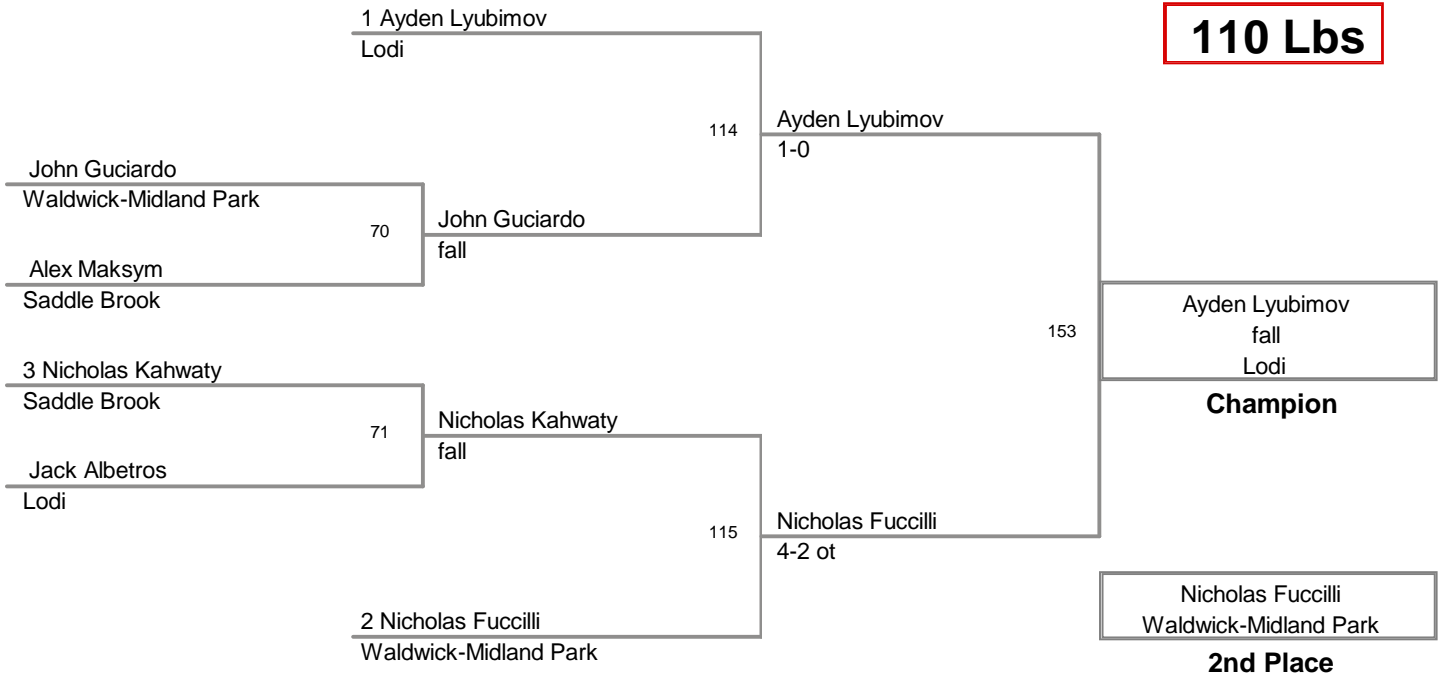 1 Ayden Lyubimov
Lodi
110 Lbs
114
Ayden Lyubimov
1-0
John Guciardo
Waldwick-Midland Park
70
John Guciardo
fall
Alex Maksym
Saddle Brook
153
Ayden Lyubimov
fall
Lodi
Champion
3 Nicholas Kahwaty
Saddle Brook
71
Nicholas Kahwaty
fall
Jack Albetros
Lodi
115
Nicholas Fuccilli
4-2 ot
2 Nicholas Fuccilli
Waldwick-Midland Park
Nicholas Fuccilli
Waldwick-Midland Park
2nd Place